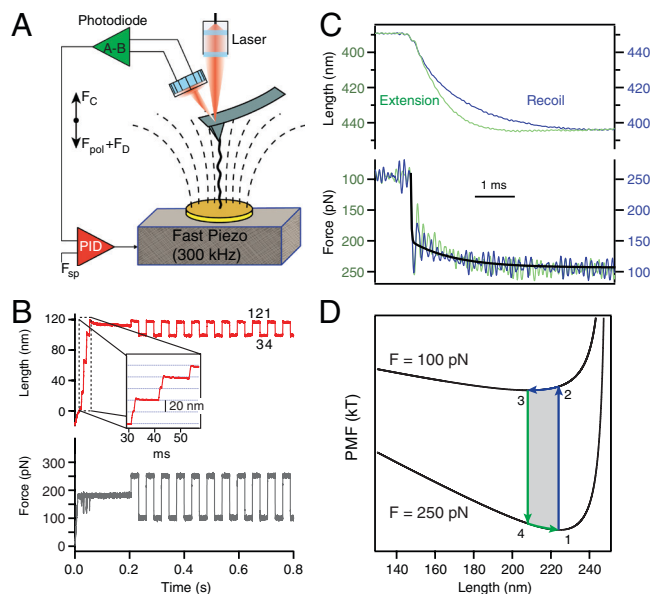 A
Photodiode
A-B
Laser
F_C
F_pol+F_D
PID
F_sp
Fast Piezo
(300 kHz)
B
Length (nm)
120
80
40
0
121
34
20 nm
30 40 50
ms
Force (pN)
300
200
100
0
0.0 0.2 0.4 0.6 0.8
Time (s)
C
Length (nm)
400
420
440
Extension
Recoil
440
420
400
Length (nm)
Force (pN)
100
150
200
250
1 ms
250
200
150
100
Force (pN)
D
PMF (kT)
F = 100 pN
3 2
F = 250 pN
4 1
140 160 180 200 220 240
Length (nm)